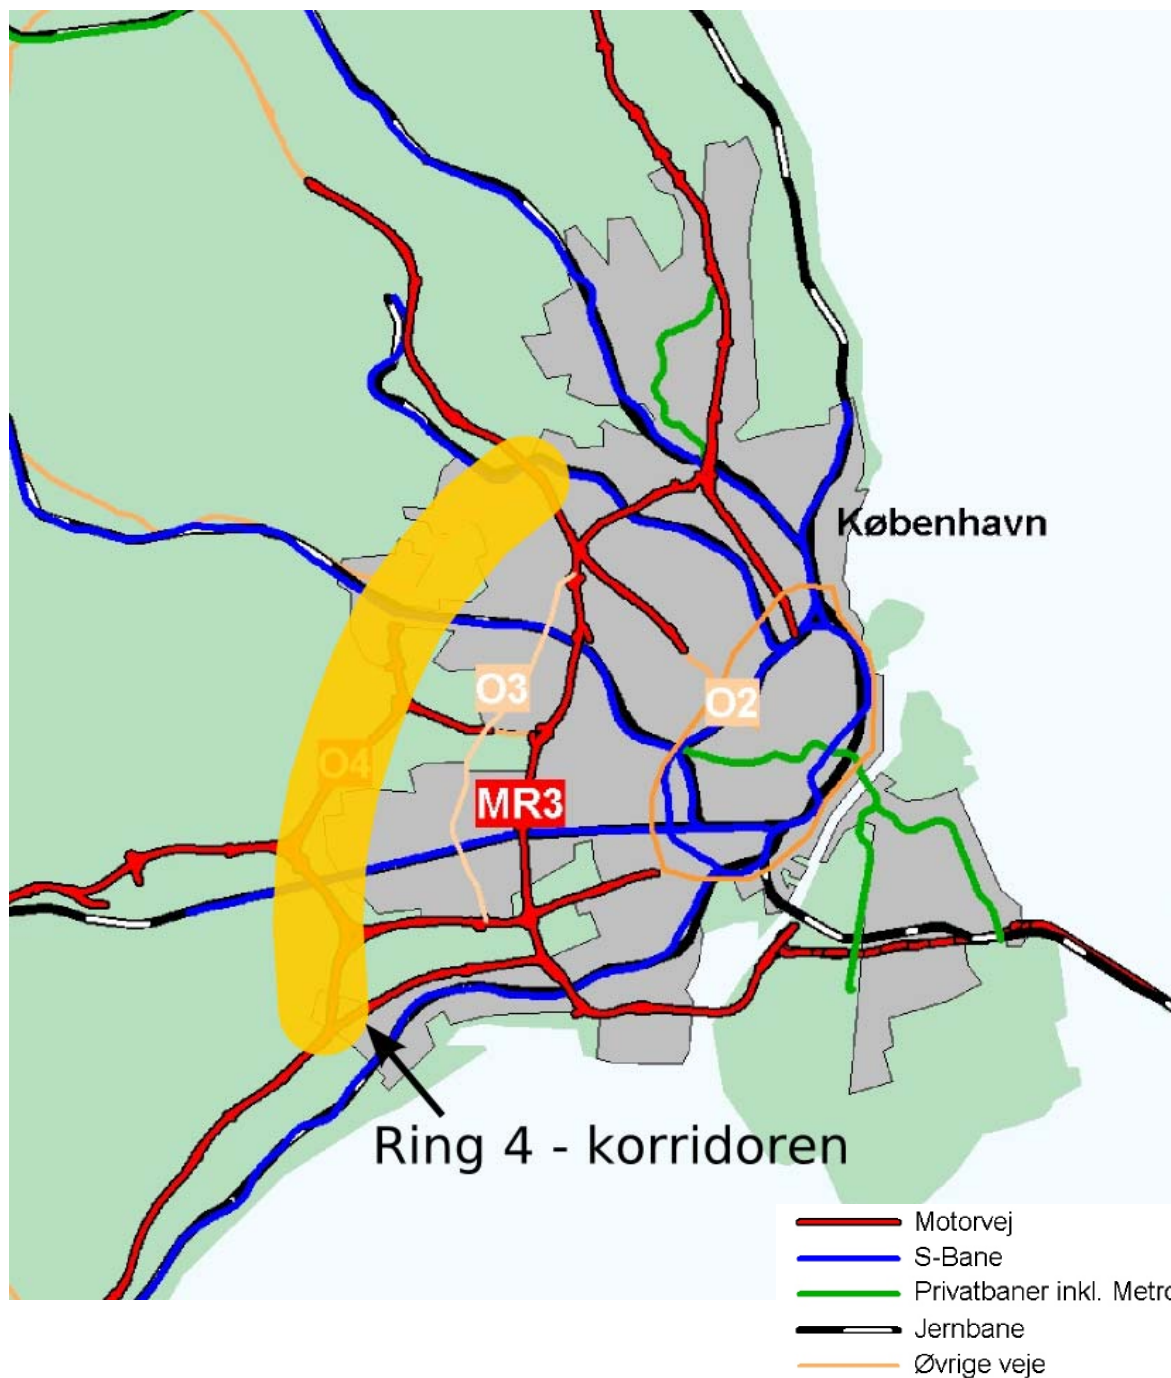 København
O3
O2
O4
MR3
Ring 4 - korridoren
Motorvej
S-Bane
Privatbaner inkl. Metro
Jernbane
Øvrige veje